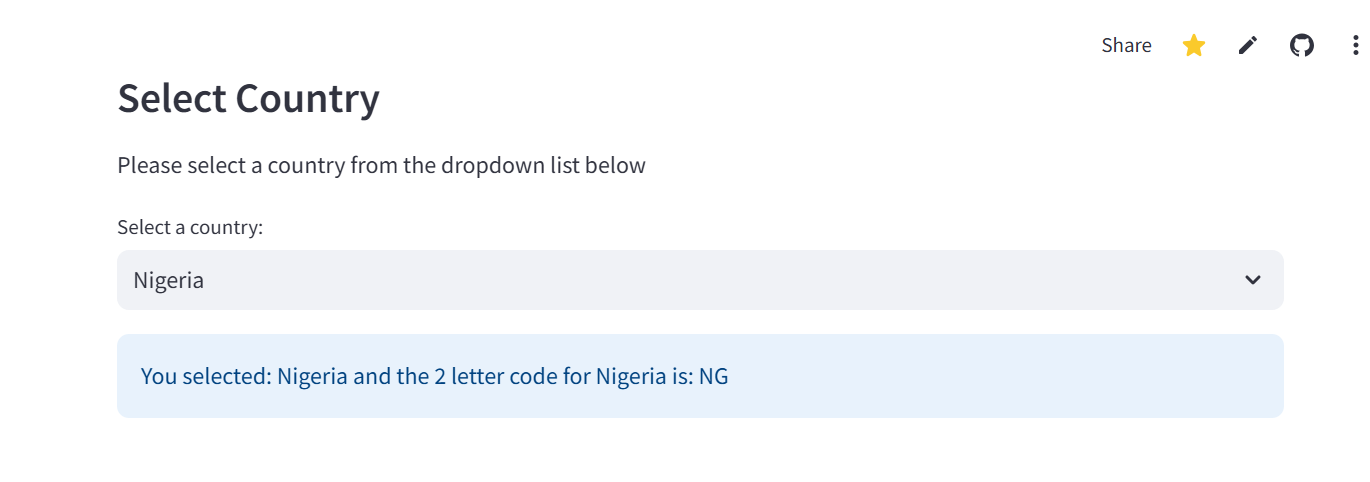 Share
Select Country
Please select a country from the dropdown list below
Select a country:
Nigeria
You selected: Nigeria and the 2 letter code for Nigeria is: NG